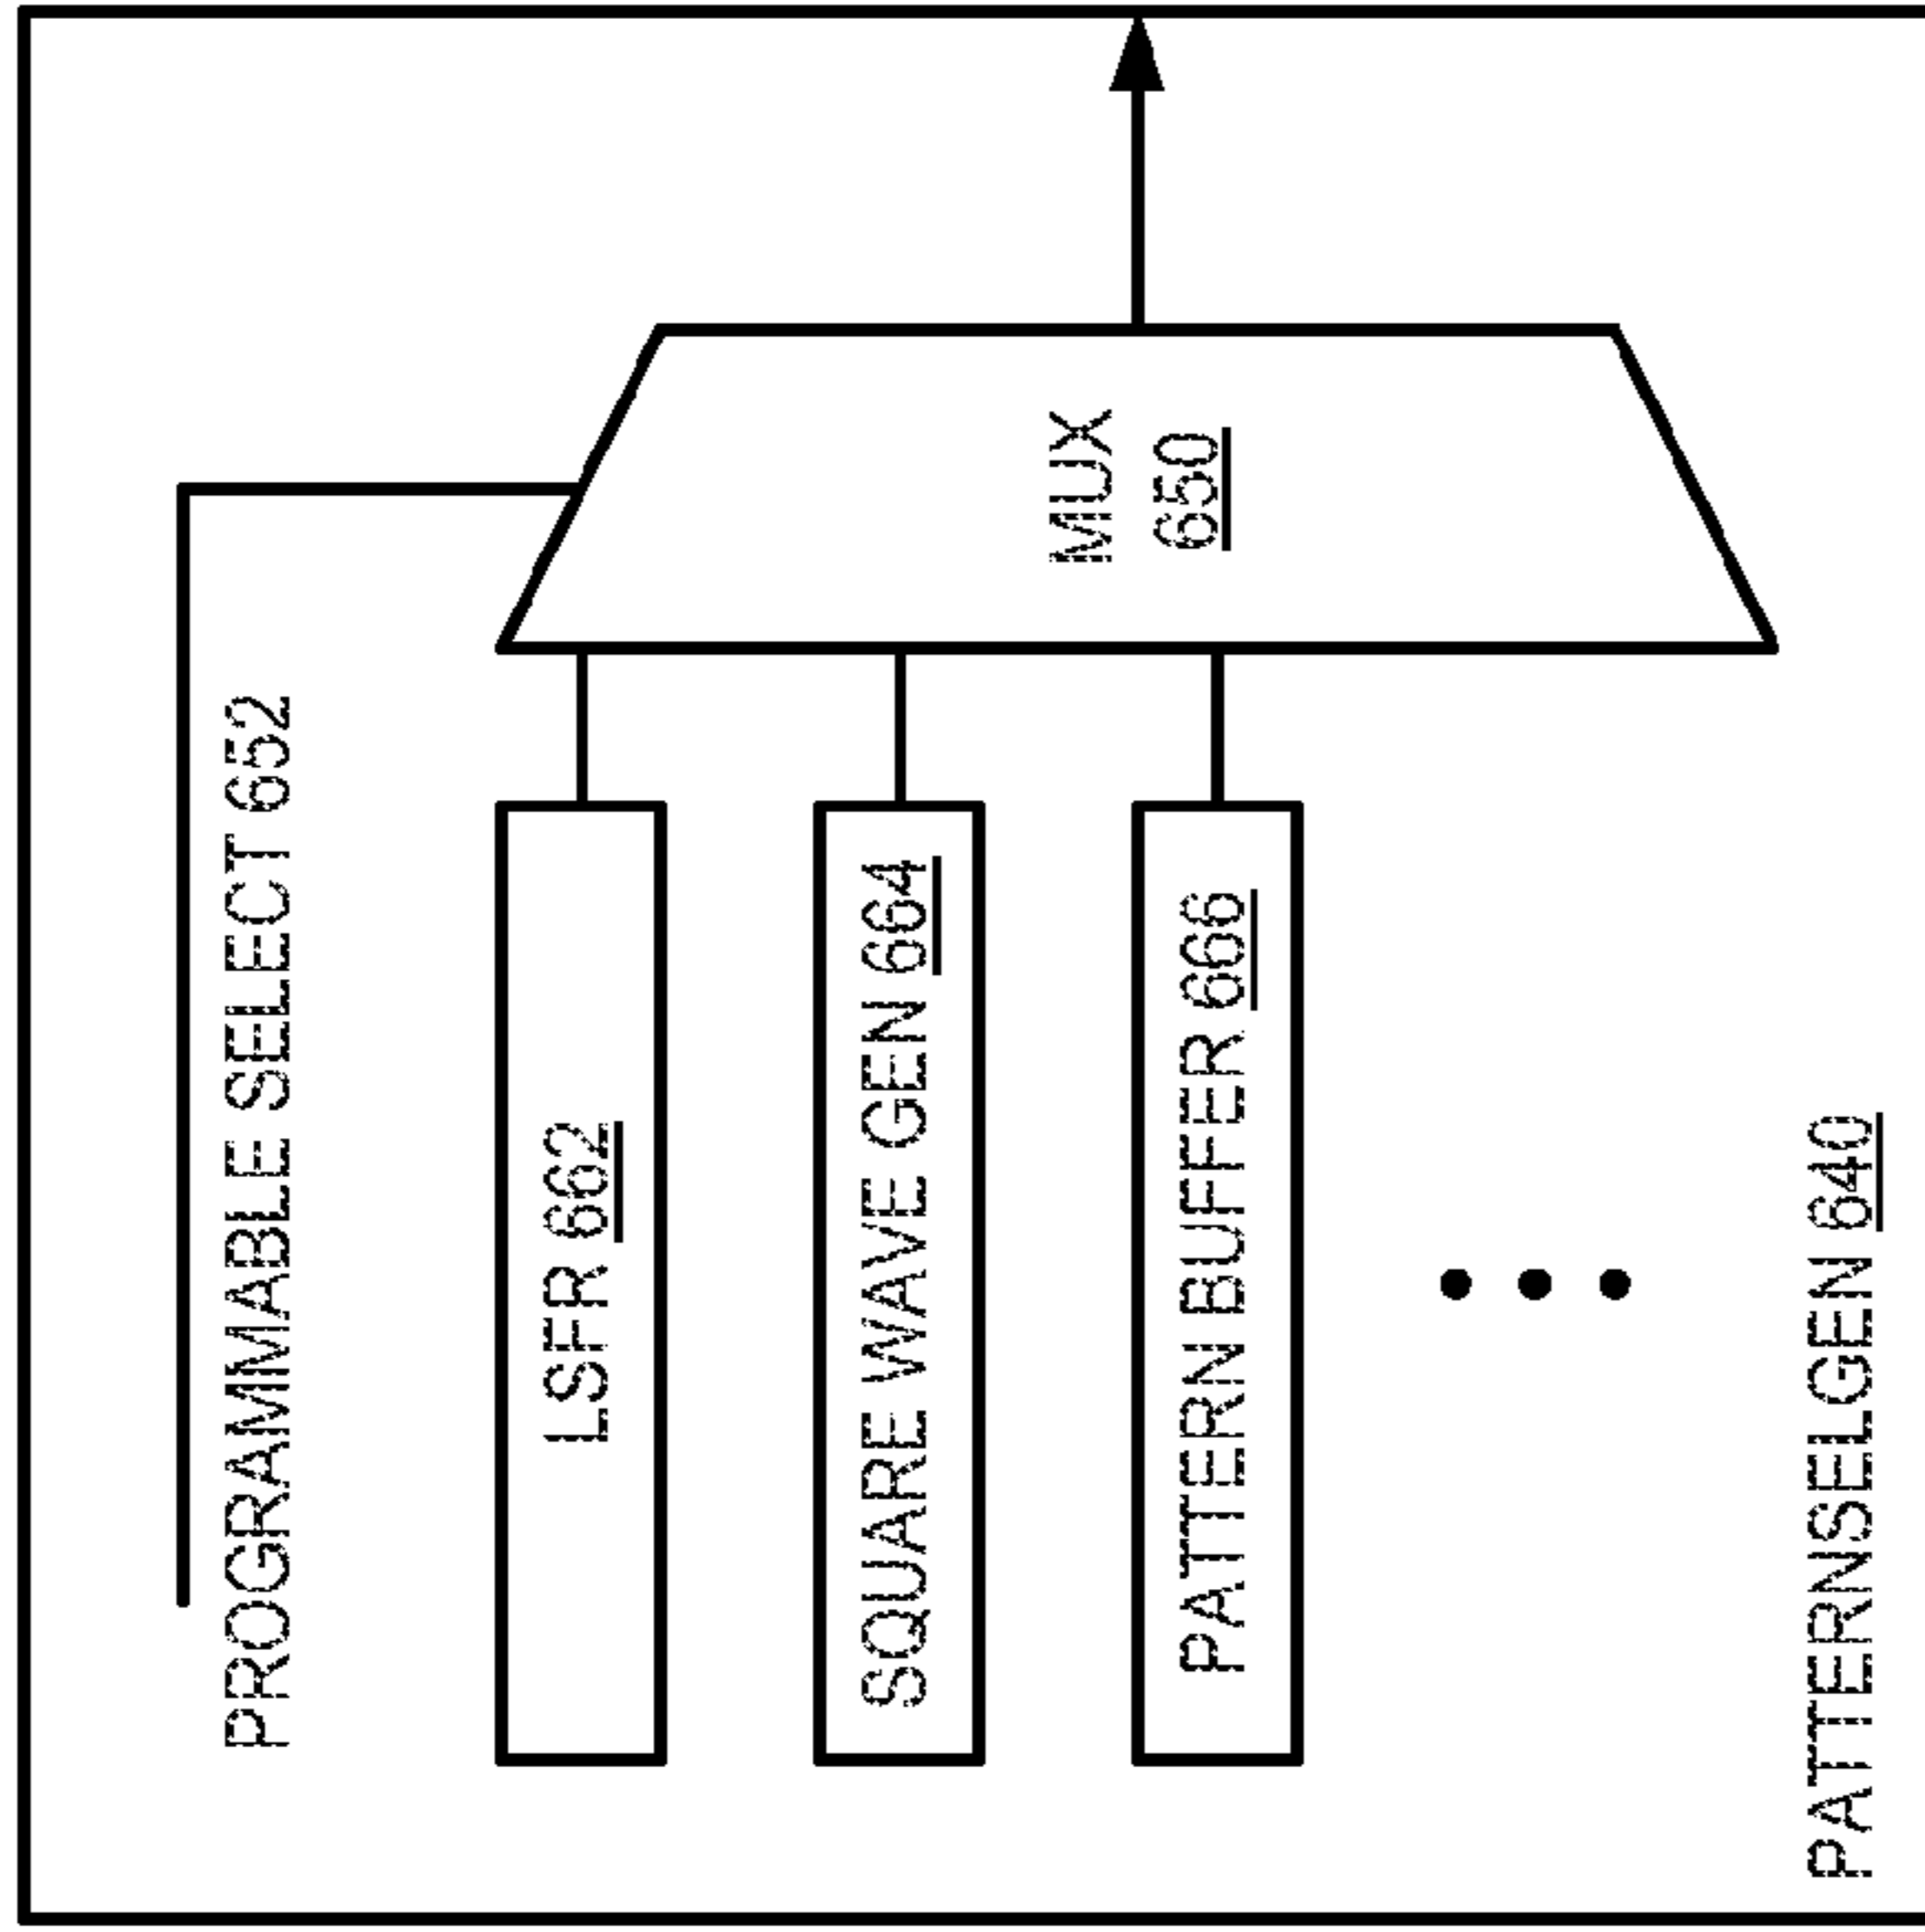 PROGRAMMABLE SELECT 652
LSFR 662
SQUARE WAVE GEN 664
PATTERN BUFFER 666
MUX
650
PATTERNSELGEN 640